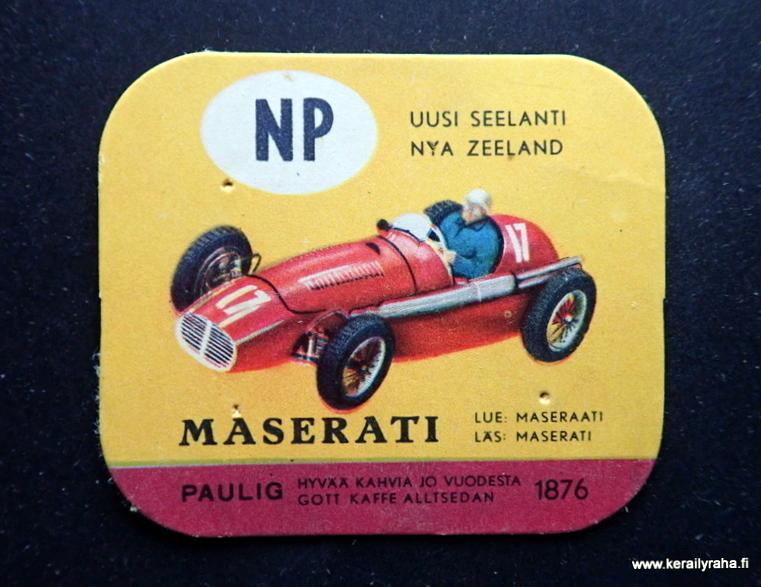 NP
UUSI SEELANTI
NYA ZEELAND
17
17
MASERATI
LUE: MASERAATI
LÄS: MASERATI
PAULIG
HYVÄÄ KAHVIA JO VUODESTA
GOTT KAFFE ALLTSEDAN
1876
www.kerailyraha.fi